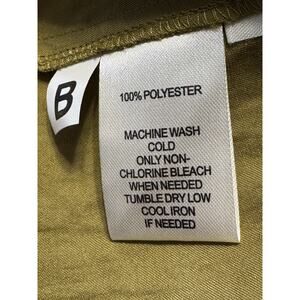 B
100% POLYESTER
MACHINE WASH
COLD
ONLY NON-
CHLORINE BLEACH
WHEN NEEDED
TUMBLE DRY LOW
COOL IRON
IF NEEDED